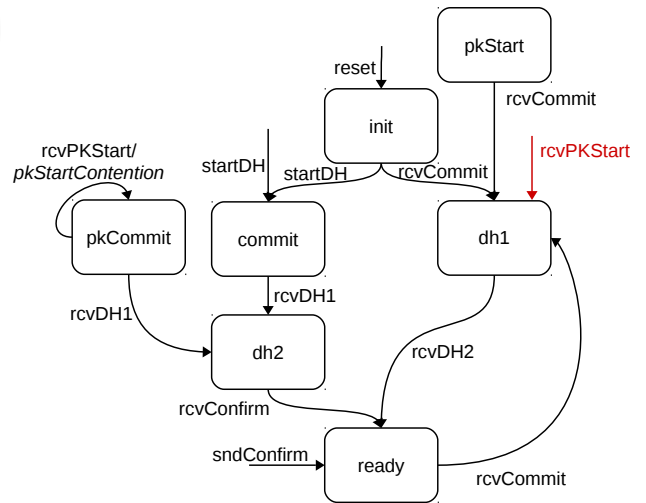 pkStart
reset
rcvCommit
init
rcvPKStart/
pkStartContention
rcvPKStart
startDH
startDH
rcvCommit
pkCommit
commit
dh1
rcvDH1
rcvDH1
dh2
rcvDH2
rcvConfirm
sndConfirm
ready
rcvCommit